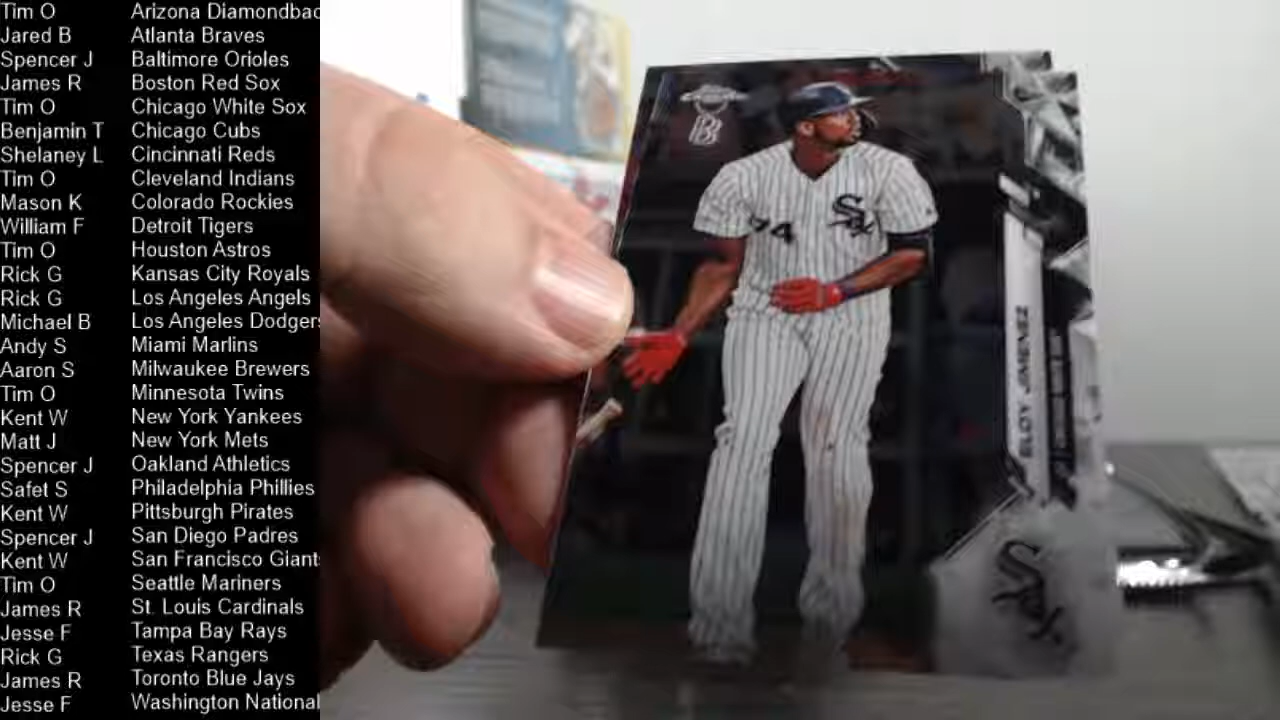 Tim O Arizona Diamondbac
Jared B Atlanta Braves
Spencer J Baltimore Orioles
James R Boston Red Sox
Tim O Chicago White Sox
Benjamin T Chicago Cubs
Shelaney L Cincinnati Reds
Tim O Cleveland Indians
Mason K Colorado Rockies
William F Detroit Tigers
Tim O Houston Astros
Rick G Kansas City Royals
Rick G Los Angeles Angels
Michael B Los Angeles Dodgers
Andy S Miami Marlins
Aaron S Milwaukee Brewers
Tim O Minnesota Twins
Kent W New York Yankees
Matt J New York Mets
Spencer J Oakland Athletics
Safet S Philadelphia Phillies
Kent W Pittsburgh Pirates
Spencer J San Diego Padres
Kent W San Francisco Giants
Tim O Seattle Mariners
James R St. Louis Cardinals
Jesse F Tampa Bay Rays
Rick G Texas Rangers
James R Toronto Blue Jays
Jesse F Washington National
B
Sox
74
ELOY JIMENEZ
Sox